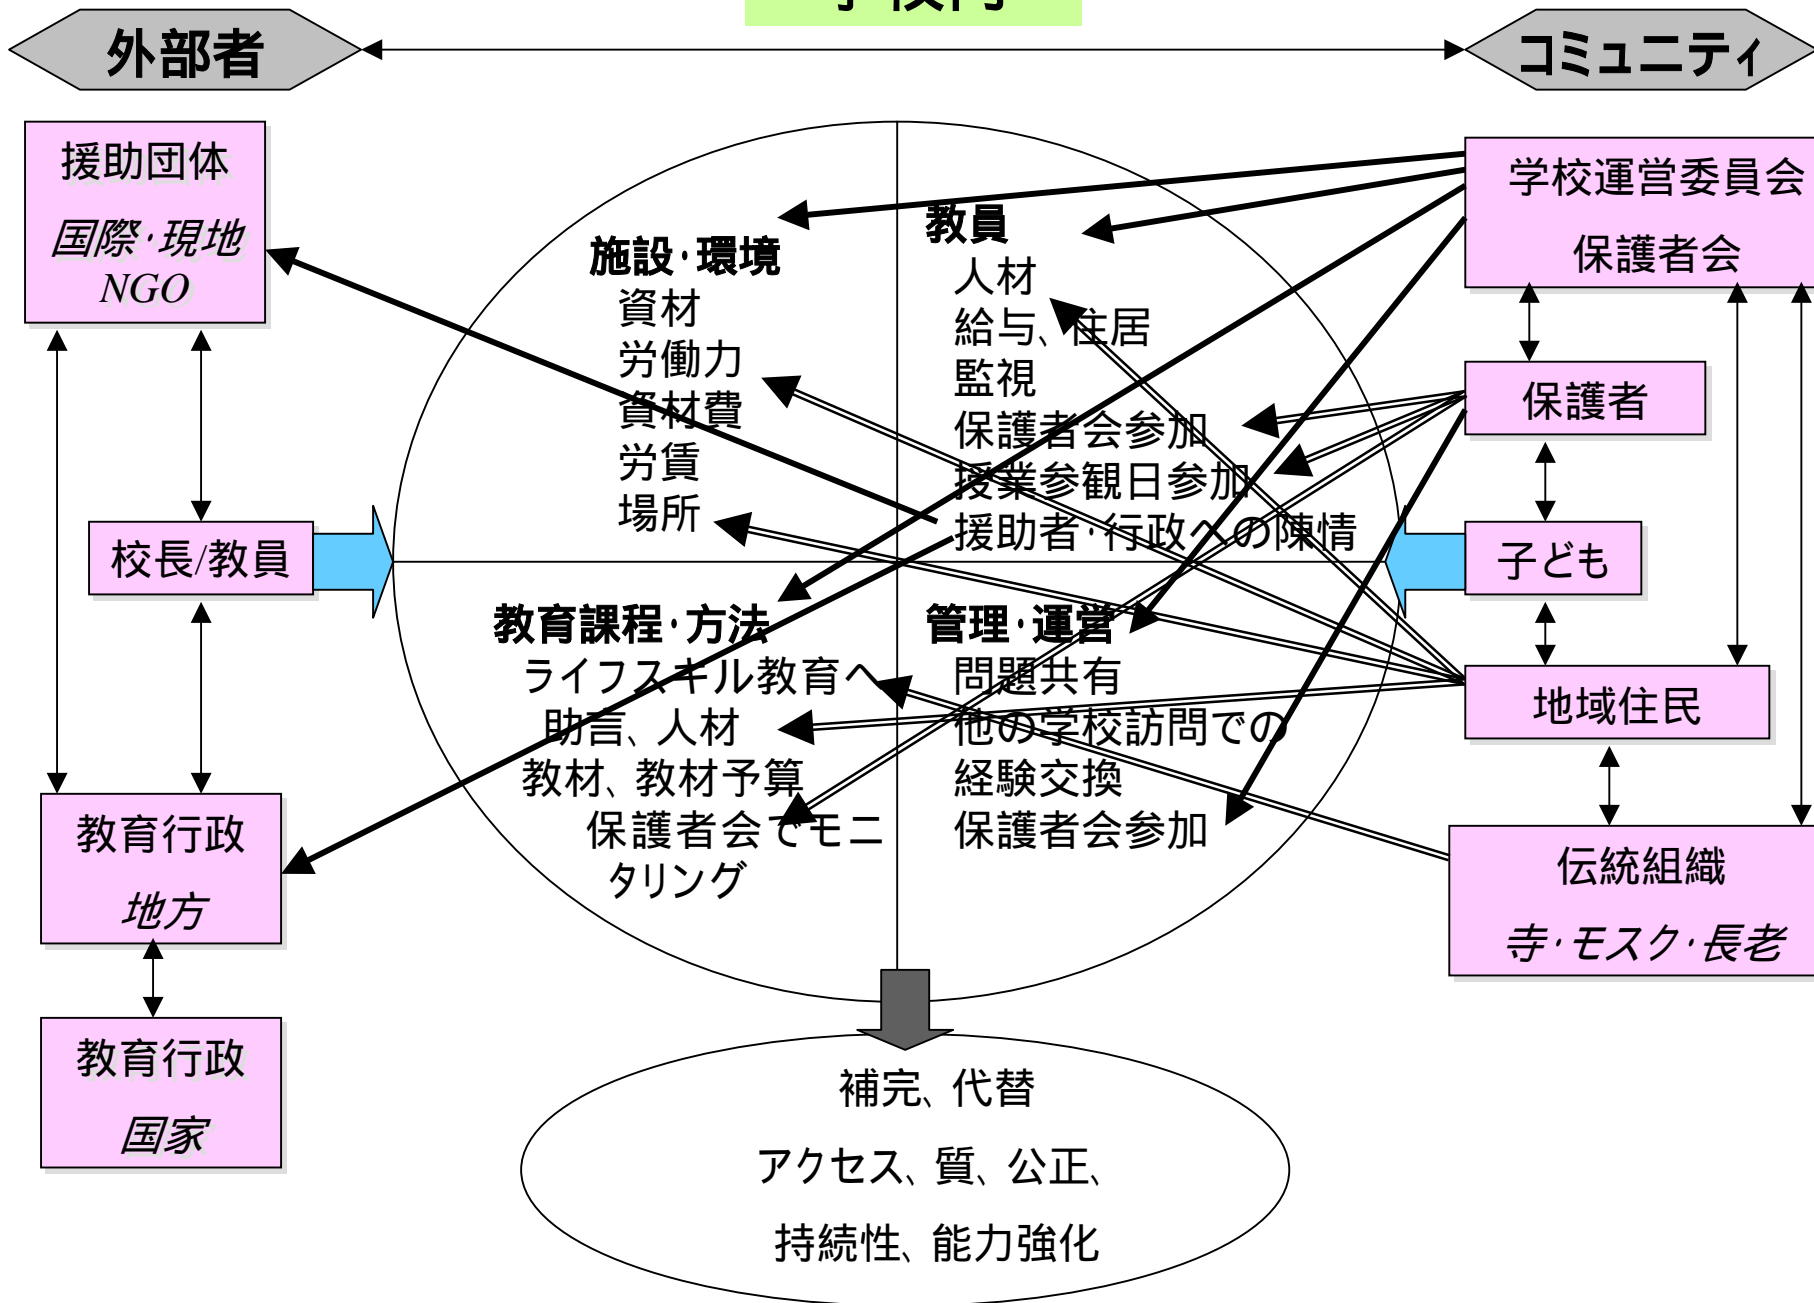 外部者
コミュニティ
援助団体
国際・現地
NGO
校長/教員
教育行政
地方
教育行政
国家
施設・環境
資材
労働力
資材費
労賃
場所
教員
人材
給与、住居
監視
保護者会参加
授業参観日参加
援助者・行政への陳情
教育課程・方法
ライフスキル教育へ
助言、人材
教材、教材予算
保護者会でモニ
タリング
管理・運営
問題共有
他の学校訪問での
経験交換
保護者会参加
学校運営委員会
保護者会
保護者
子ども
地域住民
伝統組織
寺・モスク・長老
補完、代替
アクセス、質、公正、
持続性、能力強化